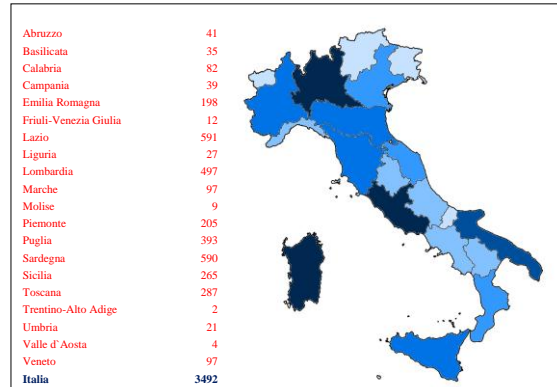 Abruzzo 41
Basilicata 35
Calabria 82
Campania 39
Emilia Romagna 198
Friuli-Venezia Giulia 12
Lazio 591
Liguria 27
Lombardia 497
Marche 97
Molise 9
Piemonte 205
Puglia 393
Sardegna 590
Sicilia 265
Toscana 287
Trentino-Alto Adige 2
Umbria 21
Valle d`Aosta 4
Veneto 97
Italia 3492